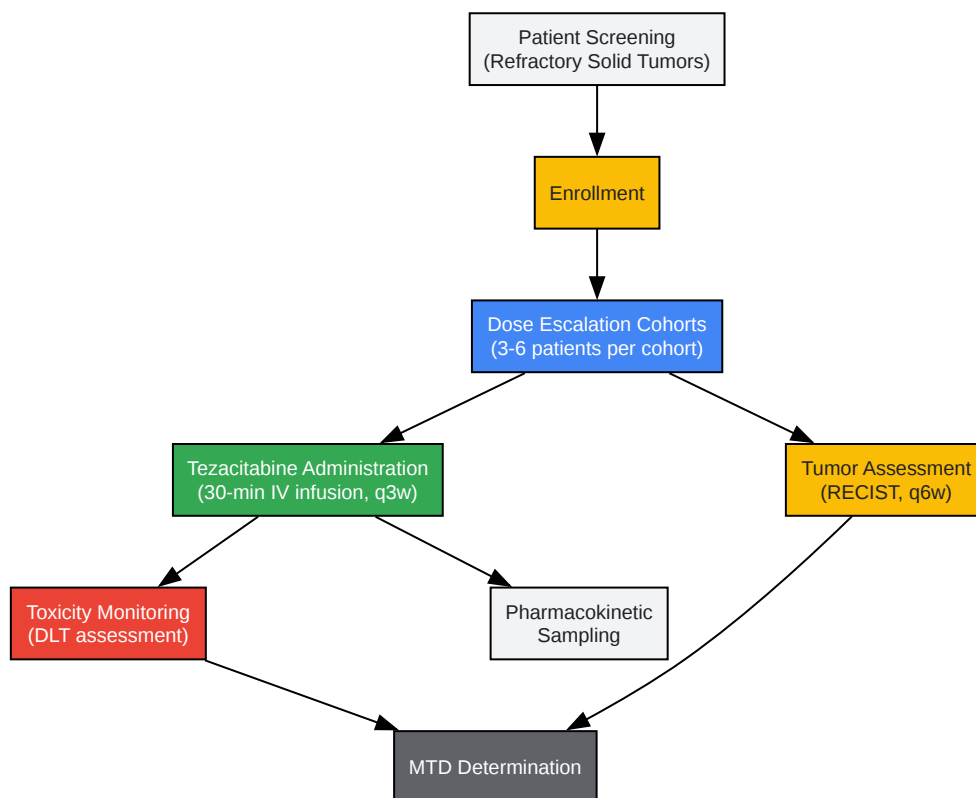 Patient Screening
(Refractory Solid Tumors)
Enrollment
Dose Escalation Cohorts
(3-6 patients per cohort)
Tezacitabine Administration
(30-min IV infusion, q3w)
Tumor Assessment
(RECIST, q6w)
Toxicity Monitoring
(DLT assessment)
Pharmacokinetic
Sampling
MTD Determination